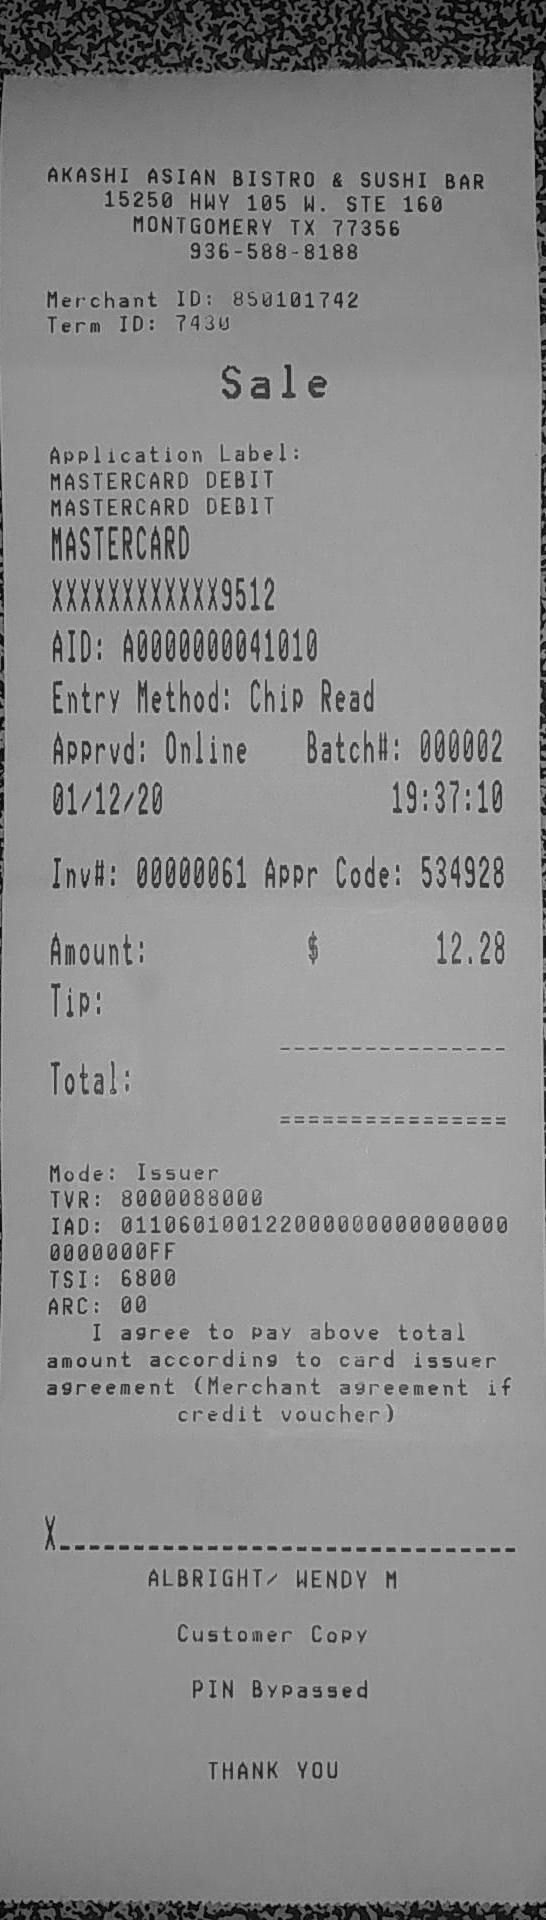 AKASHI ASIAN BISTRO & SUSHI BAR
15250 HWY 105 W. STE 160
MONTGOMERY TX 77356
936-588-8188
Merchant ID: 850101742
Term ID: 7430
Sale
Application Label:
MASTERCARD DEBIT
MASTERCARD DEBIT
MASTERCARD
XXXXXXXXXXXX9512
AID: A0000000041010
Entry Method: Chip Read
Apprvd: Online Batch#: 000002
01/12/20 19:37:10
Inv#: 00000061 Appr Code: 534928
Amount: $ 12.28
Tip:
----------------
Total:
================
Mode: Issuer
TVR: 8000088000
IAD: 0110601001220000000000000000
0000000FF
TSI: 6800
ARC: 00
I agree to pay above total
amount according to card issuer
agreement (Merchant agreement if
credit voucher)
X_______________________________
ALBRIGHT/ WENDY M
Customer Copy
PIN Bypassed
THANK YOU